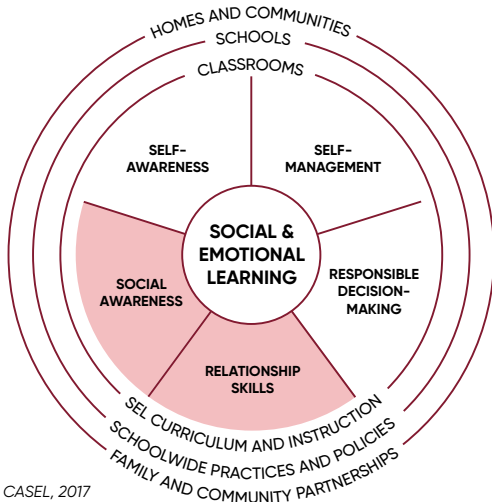 HOMES AND COMMUNITIES
SCHOOLS
CLASSROOMS
SELF-
AWARENESS
SELF-
MANAGEMENT
SOCIAL &
EMOTIONAL
LEARNING
SOCIAL
AWARENESS
RESPONSIBLE
DECISION-
MAKING
RELATIONSHIP
SKILLS
SEL CURRICULUM AND INSTRUCTION
SCHOOLWIDE PRACTICES AND POLICIES
FAMILY AND COMMUNITY PARTNERSHIPS
CASEL, 2017